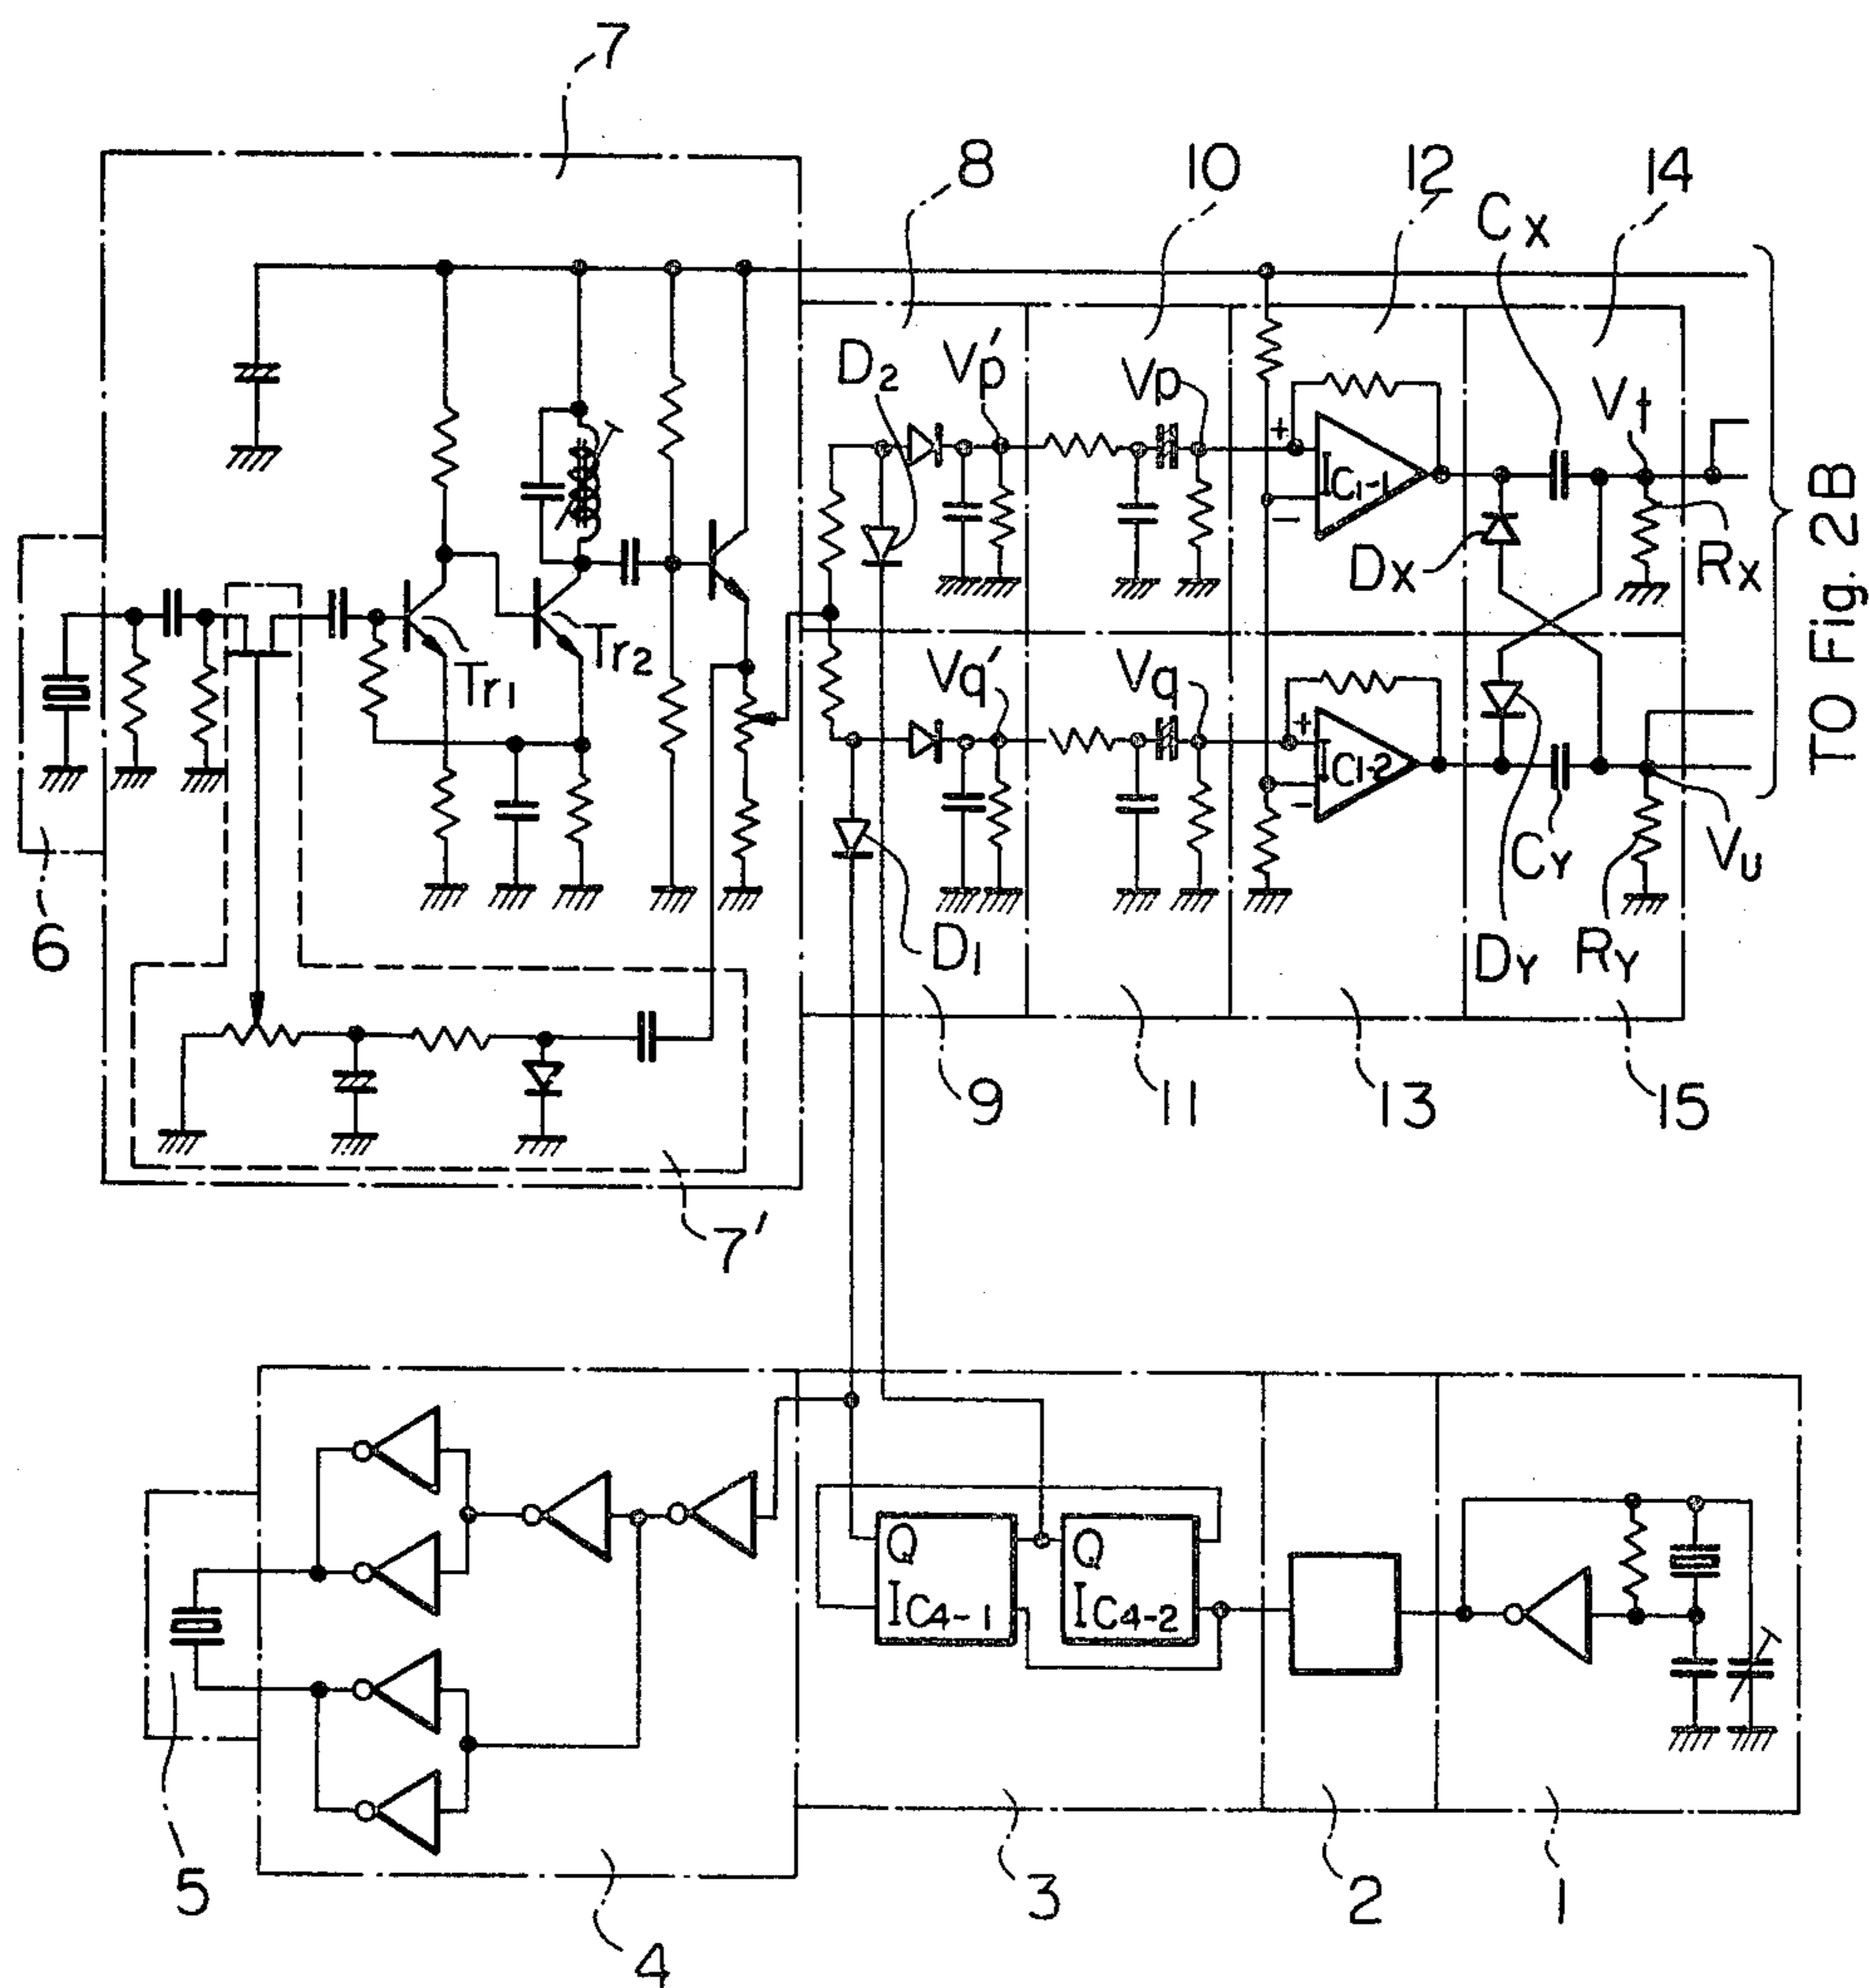 7
8
10
12
14
CX
D2
Vp'
Vp
Vt
+
IC1-1
−
DX
RX
Tr1
Tr2
Vq'
Vq
+
IC1-2
−
CY
VU
6
D1
DY
RY
9
11
13
15
7'
TO Fig. 2B
Q
IC4-1
Q
IC4-2
5
4
3
2
1